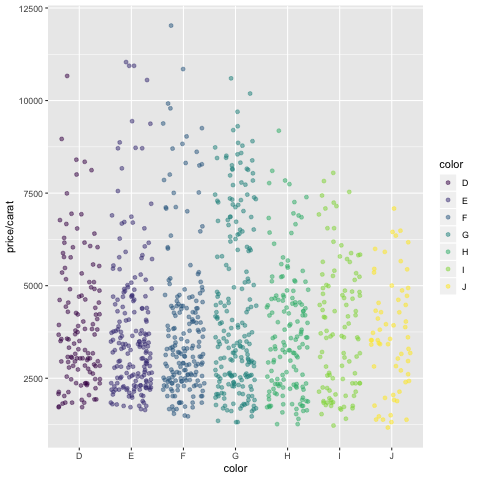 12500
10000
7500
5000
2500
price/carat
D E F G H I J
color
color
D
E
F
G
H
I
J